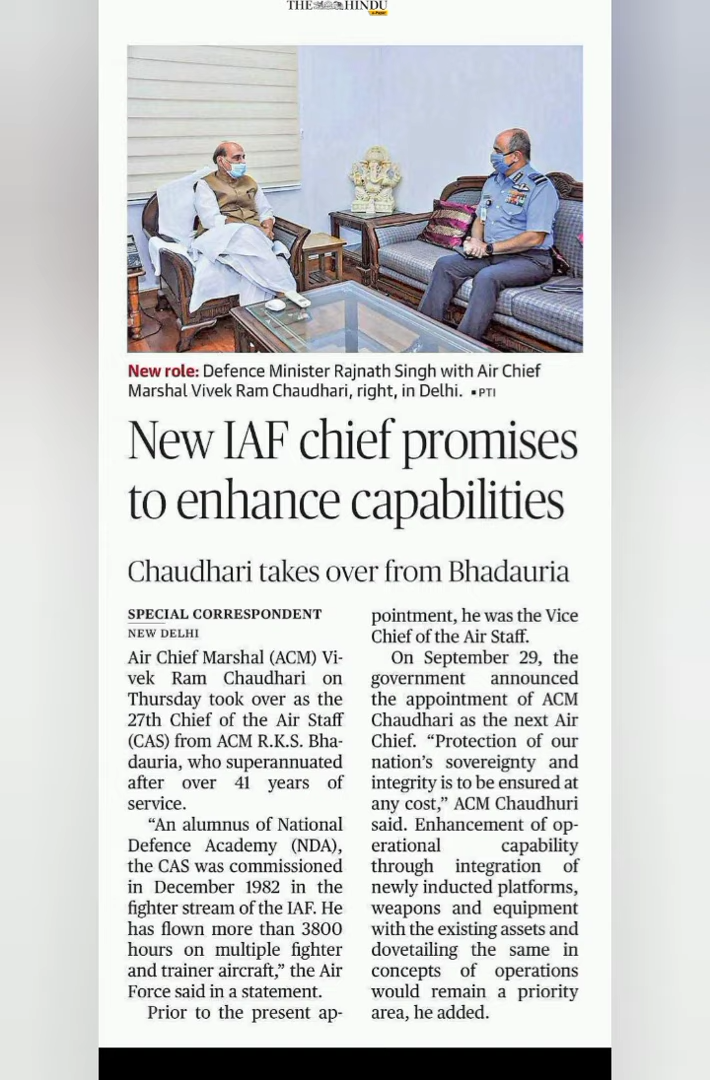 THE HINDU
e-Paper
New role: Defence Minister Rajnath Singh with Air Chief
Marshal Vivek Ram Chaudhari, right, in Delhi. ▪PTI
New IAF chief promises
to enhance capabilities
Chaudhari takes over from Bhadauria
SPECIAL CORRESPONDENT
NEW DELHI
Air Chief Marshal (ACM) Vi-
vek Ram Chaudhari on
Thursday took over as the
27th Chief of the Air Staff
(CAS) from ACM R.K.S. Bha-
dauria, who superannuated
after over 41 years of
service.
“An alumnus of National
Defence Academy (NDA),
the CAS was commissioned
in December 1982 in the
fighter stream of the IAF. He
has flown more than 3800
hours on multiple fighter
and trainer aircraft,” the Air
Force said in a statement.
Prior to the present ap-
pointment, he was the Vice
Chief of the Air Staff.
On September 29, the
government announced
the appointment of ACM
Chaudhari as the next Air
Chief. “Protection of our
nation’s sovereignty and
integrity is to be ensured at
any cost,” ACM Chaudhuri
said. Enhancement of op-
erational capability
through integration of
newly inducted platforms,
weapons and equipment
with the existing assets and
dovetailing the same in
concepts of operations
would remain a priority
area, he added.